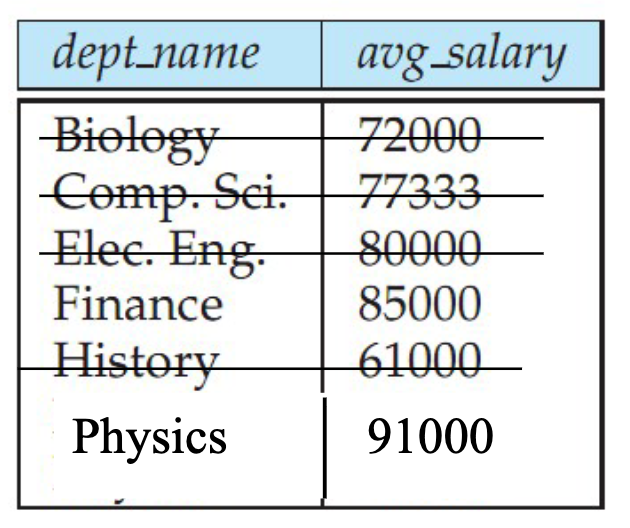 dept_name avg_salary
Biology 72000
Comp. Sci. 77333
Elec. Eng. 80000
Finance 85000
History 61000
Physics 91000